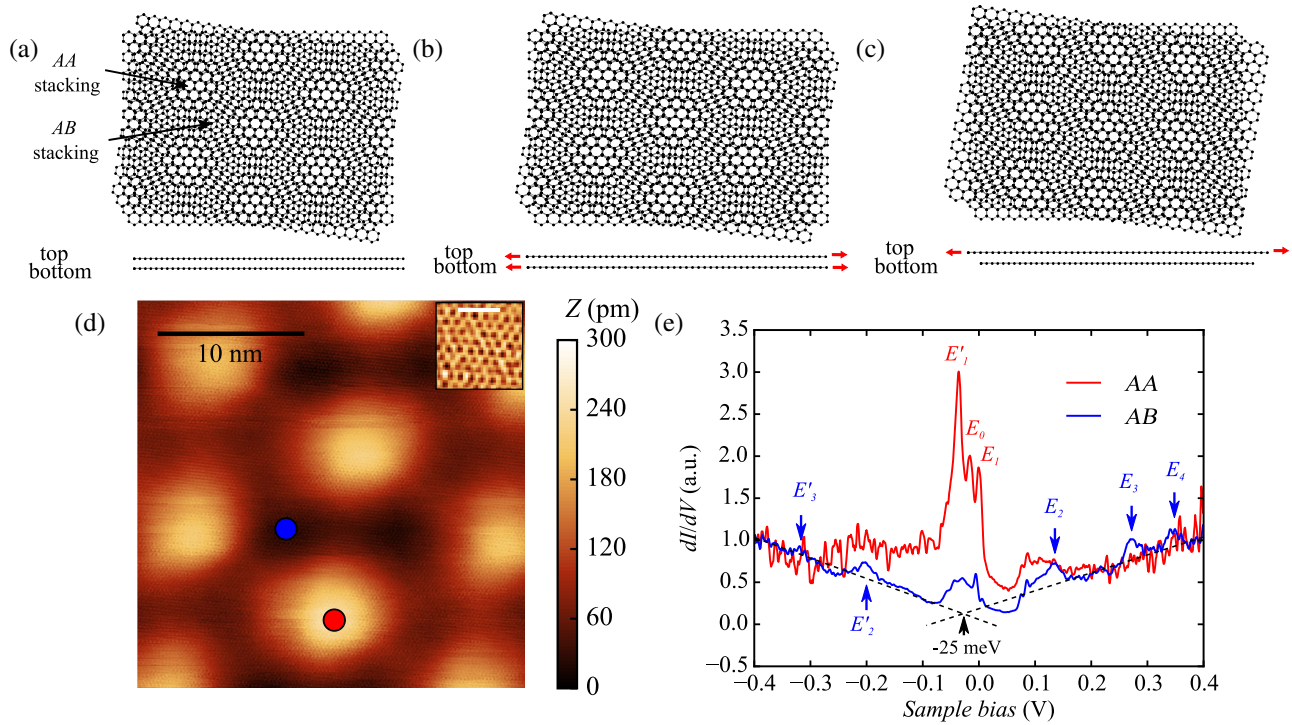 (a)
AA
stacking
AB
stacking
top
bottom
(b)
top
bottom
(c)
top
bottom
(d)
10 nm
Z (pm)
300
240
180
120
60
0
(e)
3.5
3.0
2.5
2.0
1.5
1.0
0.5
0.0
−0.5
dI/dV (a.u.)
E'1
E0
E1
AA
AB
E'3
E'2
E2
E3
E4
-25 meV
−0.4 −0.3 −0.2 −0.1 0.0 0.1 0.2 0.3 0.4
Sample bias (V)